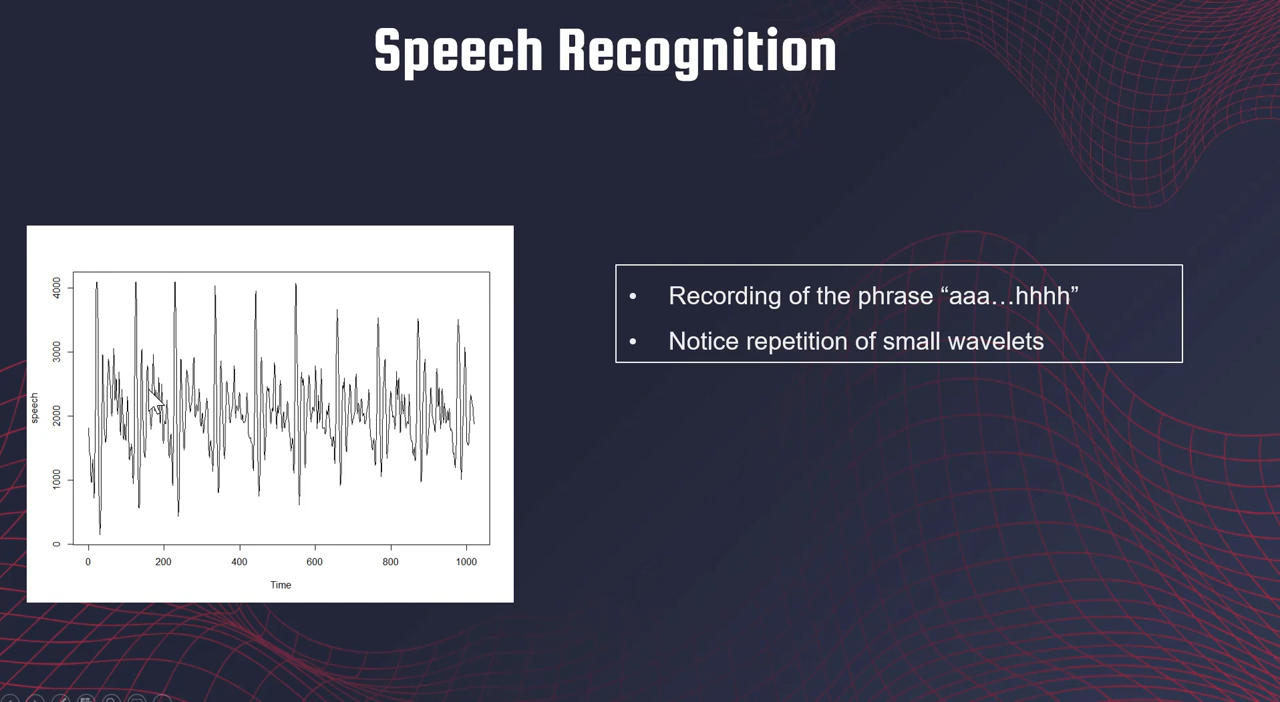 Speech Recognition
• Recording of the phrase “aaa…hhhh”
• Notice repetition of small wavelets
speech
4000
3000
2000
1000
0
0 200 400 600 800 1000
Time